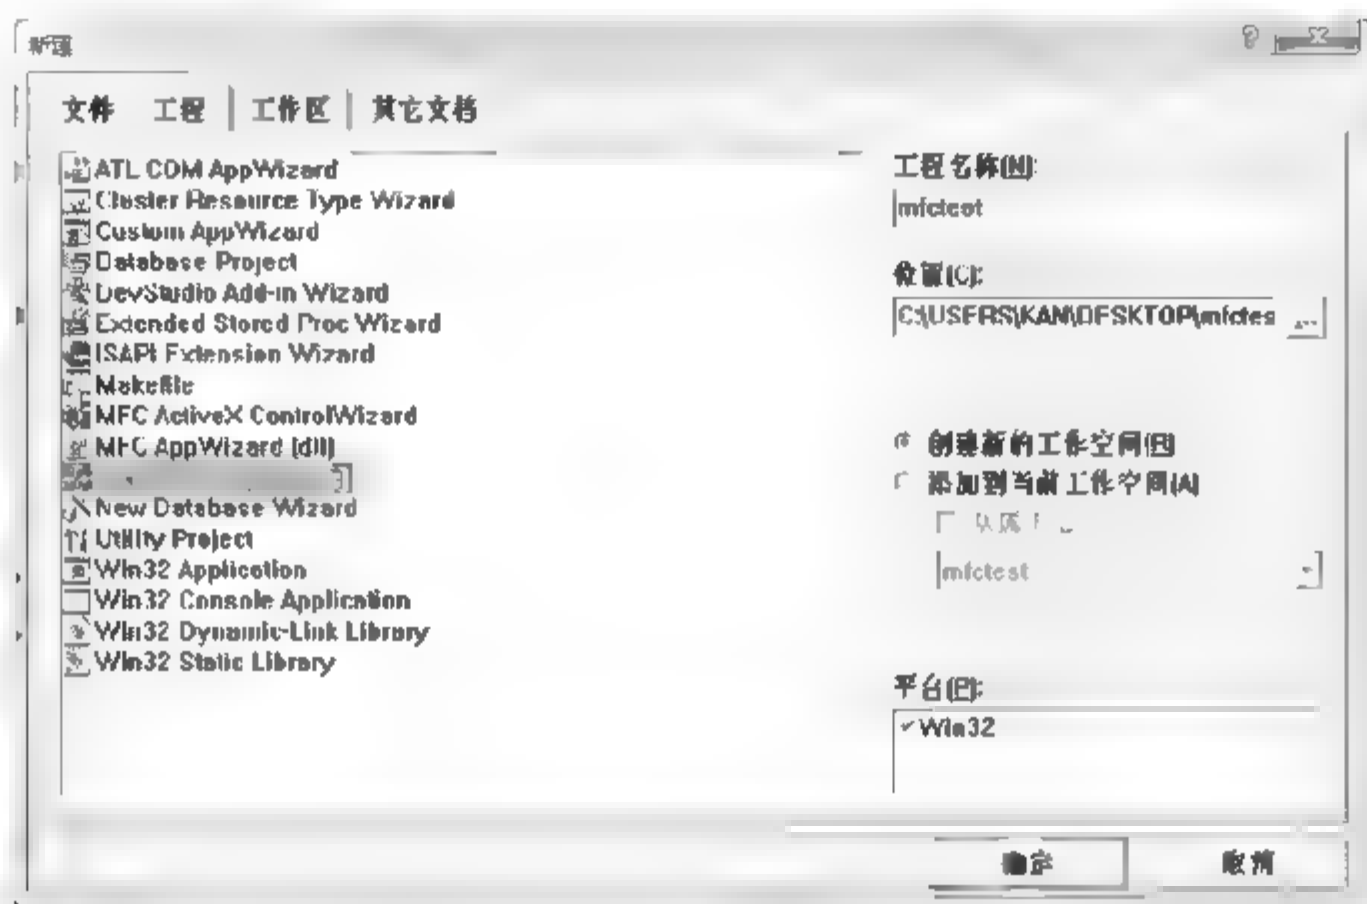 新建
文件 工程 工作区 其它文档
ATL COM AppWizard
Cluster Resource Type Wizard
Custom AppWizard
Database Project
DevStudio Add-in Wizard
Extended Stored Proc Wizard
ISAPI Extension Wizard
Makefile
MFC ActiveX ControlWizard
MFC AppWizard (dll)
New Database Wizard
Utility Project
Win32 Application
Win32 Console Application
Win32 Dynamic-Link Library
Win32 Static Library
工程名称(N):
mfctest
位置(C):
C:\USERS\KAN\DESKTOP\mfctes ...
创建新的工作空间(R)
添加到当前工作空间(A)
mfctest
平台(P):
Win32
确定 取消